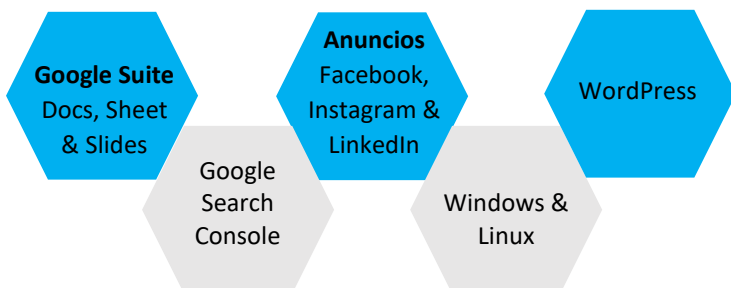 Google Suite
Docs, Sheet
& Slides
Google
Search
Console
Anuncios
Facebook,
Instagram &
LinkedIn
Windows &
Linux
WordPress